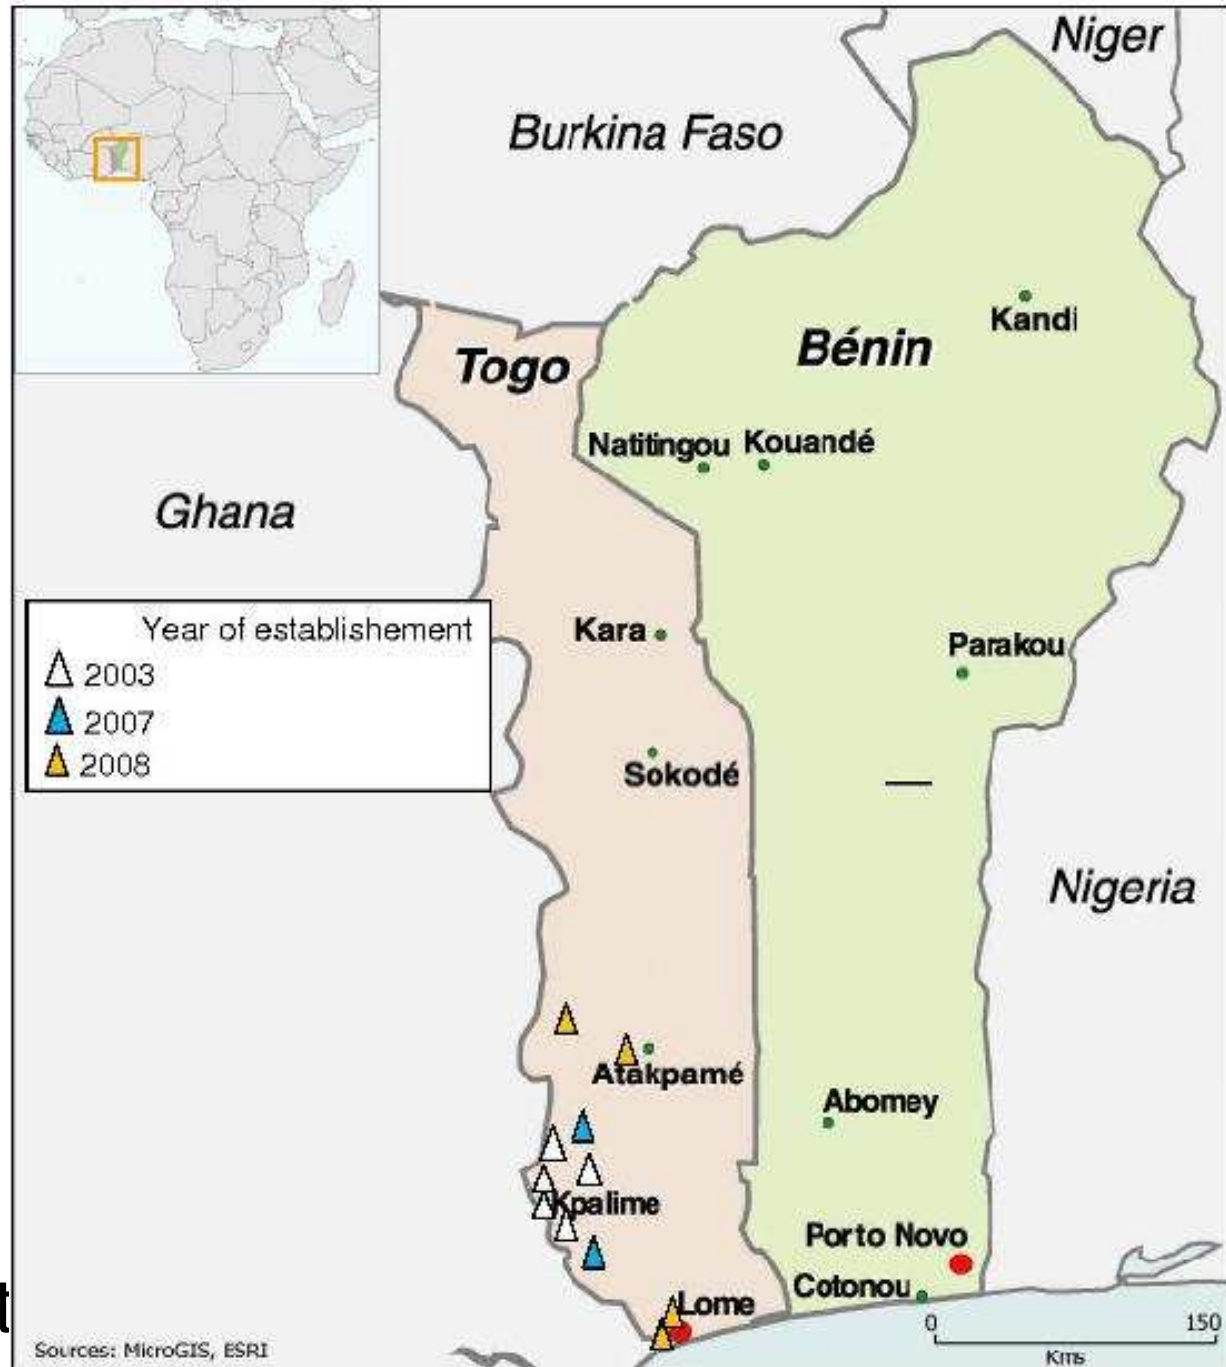 Niger
Burkina Faso
Kandi
Togo
Bénin
Natitingou Kouandé
Ghana
Year of establishement
2003
2007
2008
Kara
Parakou
Sokodé
Nigeria
Atakpamé
Abomey
Kpalime
Porto Novo
Cotonou
Lome
t
0 150
Kms
Sources: MicroGIS, ESRI